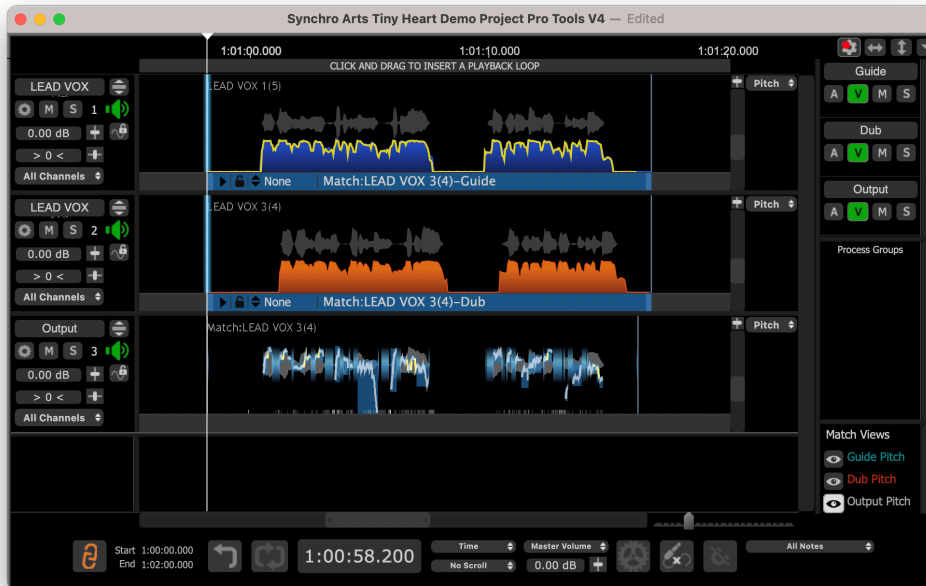 Synchro Arts Tiny Heart Demo Project Pro Tools V4 — Edited
1:01:00.000 1:01:10.000 1:01:20.000
CLICK AND DRAG TO INSERT A PLAYBACK LOOP
LEAD VOX
M S 1
0.00 dB
> 0 <
All Channels
LEAD VOX 1(5)
Pitch
None Match:LEAD VOX 3(4)-Guide
LEAD VOX
M S 2
0.00 dB
> 0 <
All Channels
LEAD VOX 3(4)
Pitch
None Match:LEAD VOX 3(4)-Dub
Output
M S 3
0.00 dB
> 0 <
All Channels
Match:LEAD VOX 3(4)
Pitch
Guide
A V M S
Dub
A V M S
Output
A V M S
Process Groups
Match Views
Guide Pitch
Dub Pitch
Output Pitch
Start 1:00:00.000
End 1:02:00.000
1:00:58.200
Time
No Scroll
Master Volume
0.00 dB
All Notes